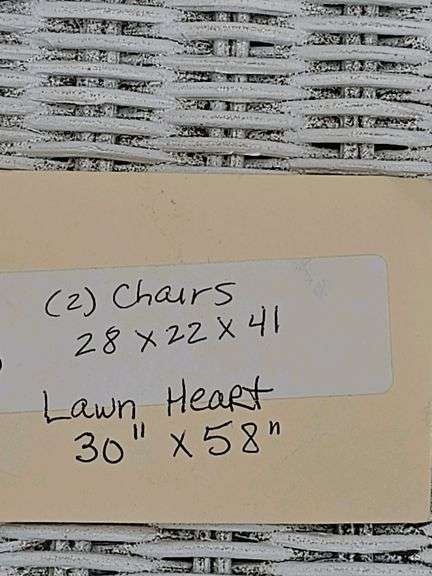 (2) Chairs
28 x 22 x 41
Lawn Heart
30" x 58"